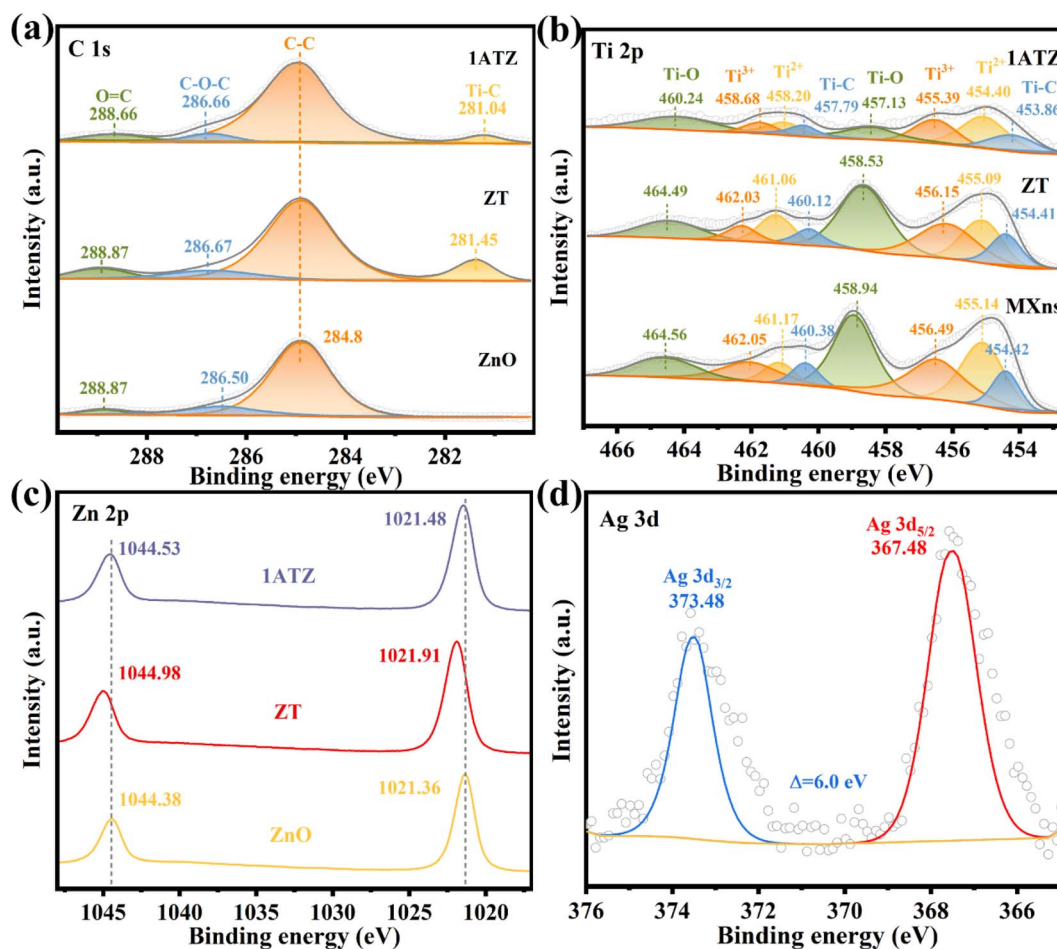 (a)
C 1s
C-C
1ATZ
O=C
288.66
C-O-C
286.66
Ti-C
281.04
ZT
288.87
286.67
281.45
284.8
ZnO
288.87
286.50
Intensity (a.u.)
288 286 284 282
Binding energy (eV)
(b)
Ti 2p
1ATZ
Ti-O
460.24
Ti³⁺
458.68
Ti²⁺
458.20
Ti-C
457.79
Ti-O
457.13
Ti³⁺
455.39
Ti²⁺
454.40
Ti-C
453.86
ZT
464.49
462.03
461.06
460.12
458.53
456.15
455.09
454.41
MXns
464.56
462.05
461.17
460.38
458.94
456.49
455.14
454.42
Intensity (a.u.)
466 464 462 460 458 456 454
Binding energy (eV)
(c)
Zn 2p
1044.53
1021.48
1ATZ
1044.98
1021.91
ZT
1044.38
1021.36
ZnO
Intensity (a.u.)
1045 1040 1035 1030 1025 1020
Binding energy (eV)
(d)
Ag 3d
Ag 3d₅/₂
367.48
Ag 3d₃/₂
373.48
Δ=6.0 eV
Intensity (a.u.)
376 374 372 370 368 366
Binding energy (eV)